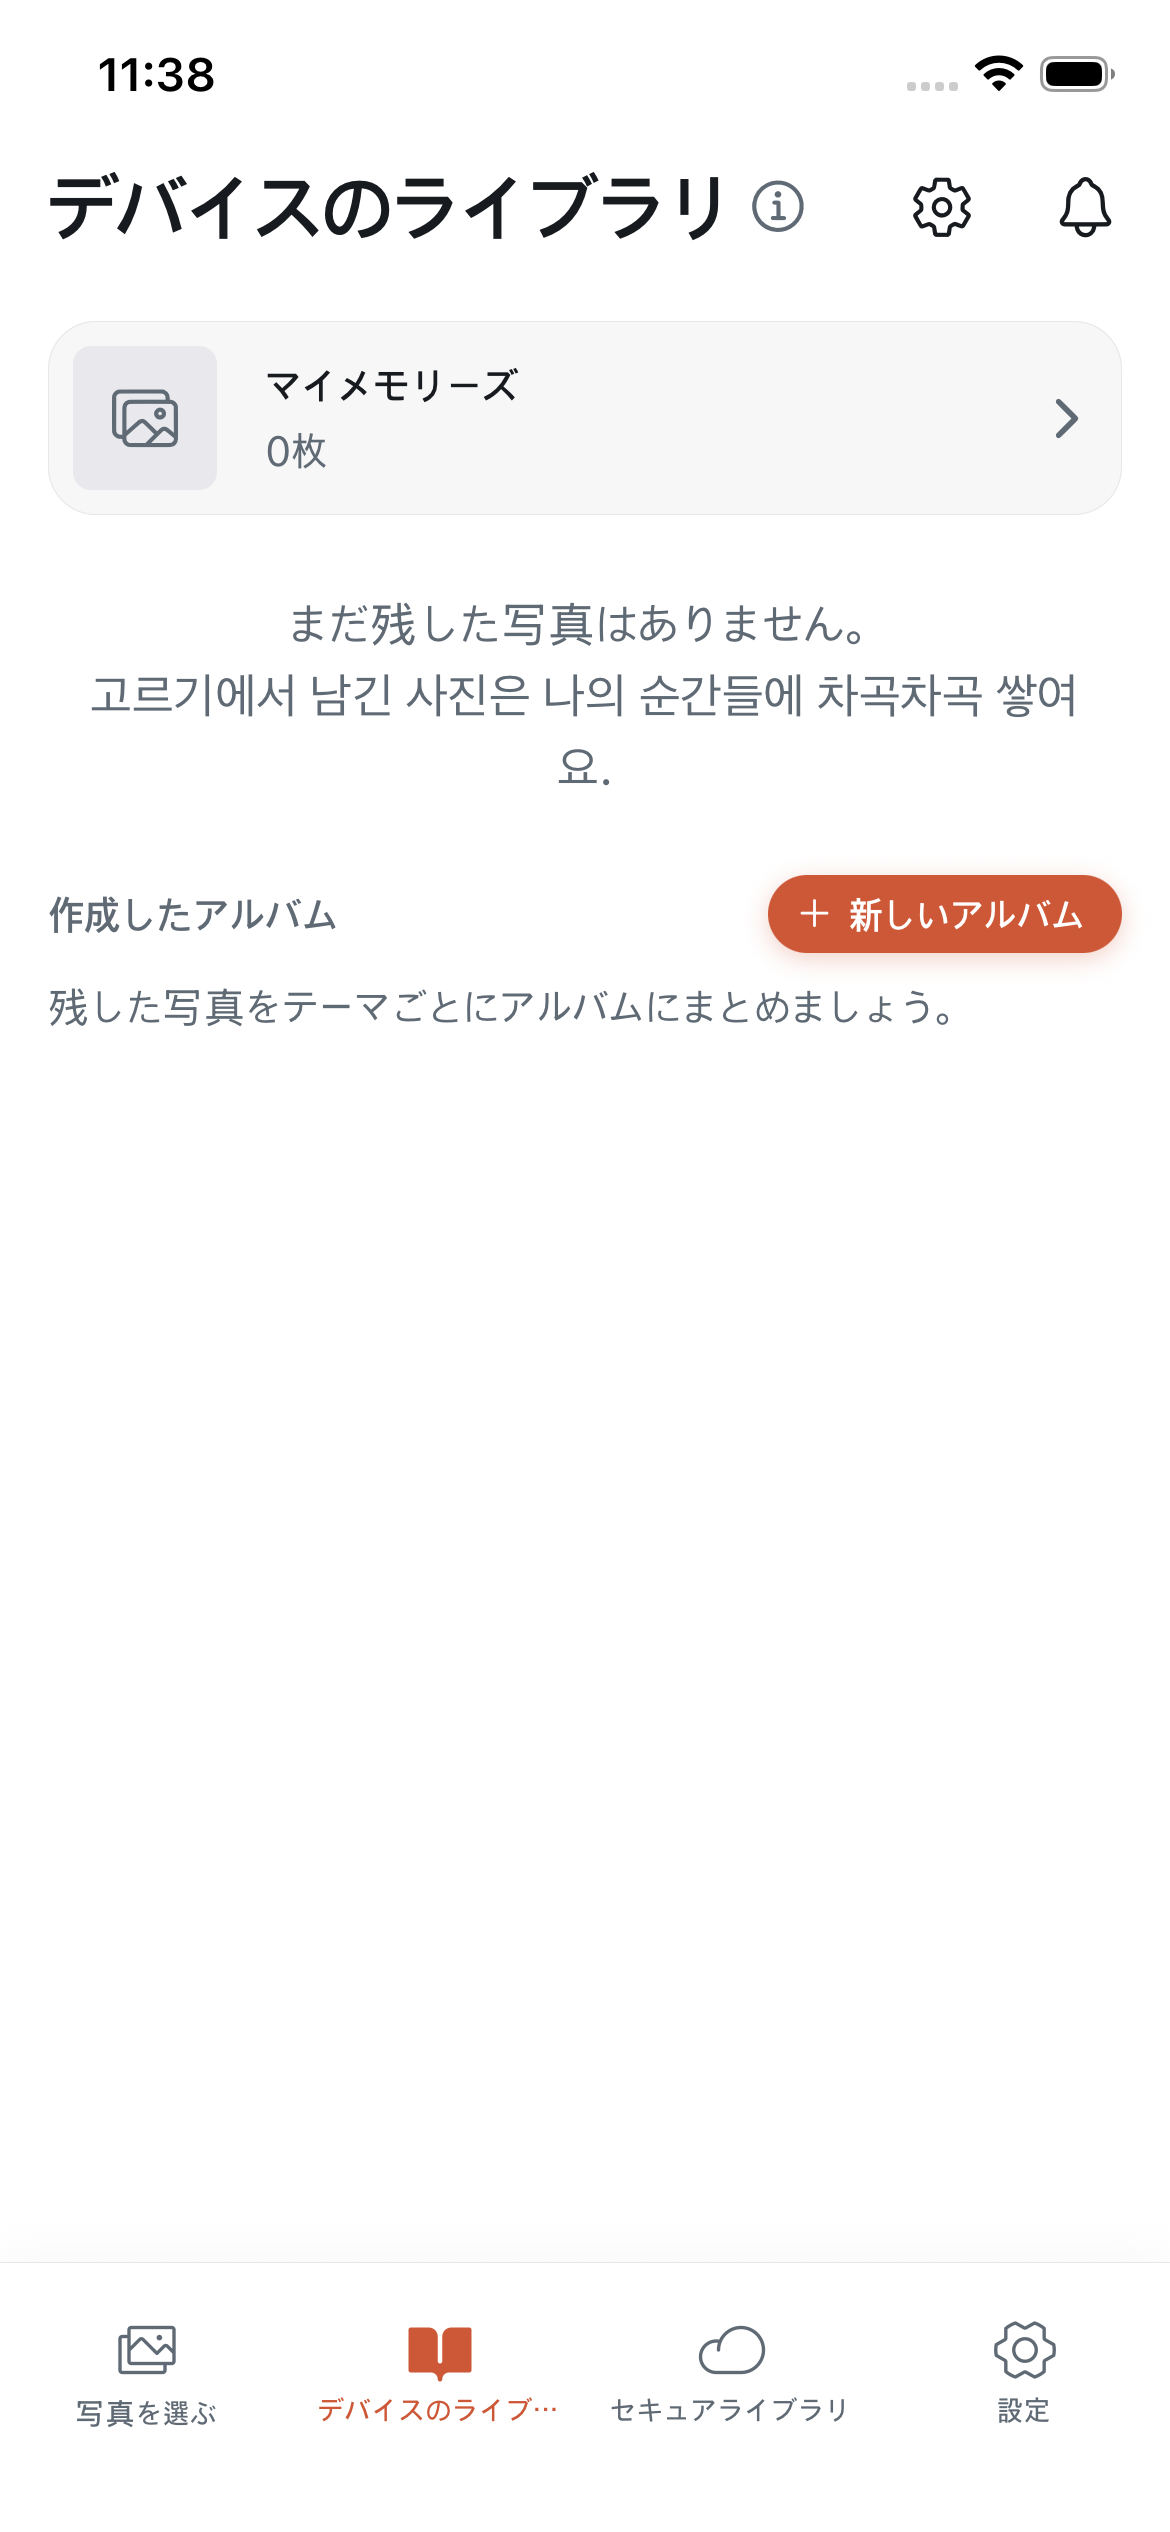 11:38
デバイスのライブラリ
マイメモリーズ
0枚
まだ残した写真はありません。
고르기에서 남긴 사진은 나의 순간들에 차곡차곡 쌓여
요.
作成したアルバム
+ 新しいアルバム
残した写真をテーマごとにアルバムにまとめましょう。
写真を選ぶ
デバイスのライブ…
セキュアライブラリ
設定